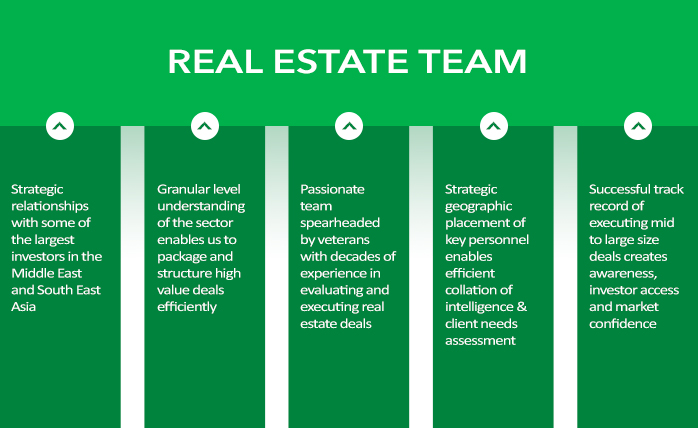 REAL ESTATE TEAM
Strategic
relationships
with some of
the largest
investors in the
Middle East
and South East
Asia
Granular level
understanding
of the sector
enables us to
package and
structure high
value deals
efficiently
Passionate
team
spearheaded
by veterans
with decades of
experience in
evaluating and
executing real
estate deals
Strategic
geographic
placement of
key personnel
enables
efficient
collation of
intelligence &
client needs
assessment
Successful track
record of
executing mid
to large size
deals creates
awareness,
investor access
and market
confidence